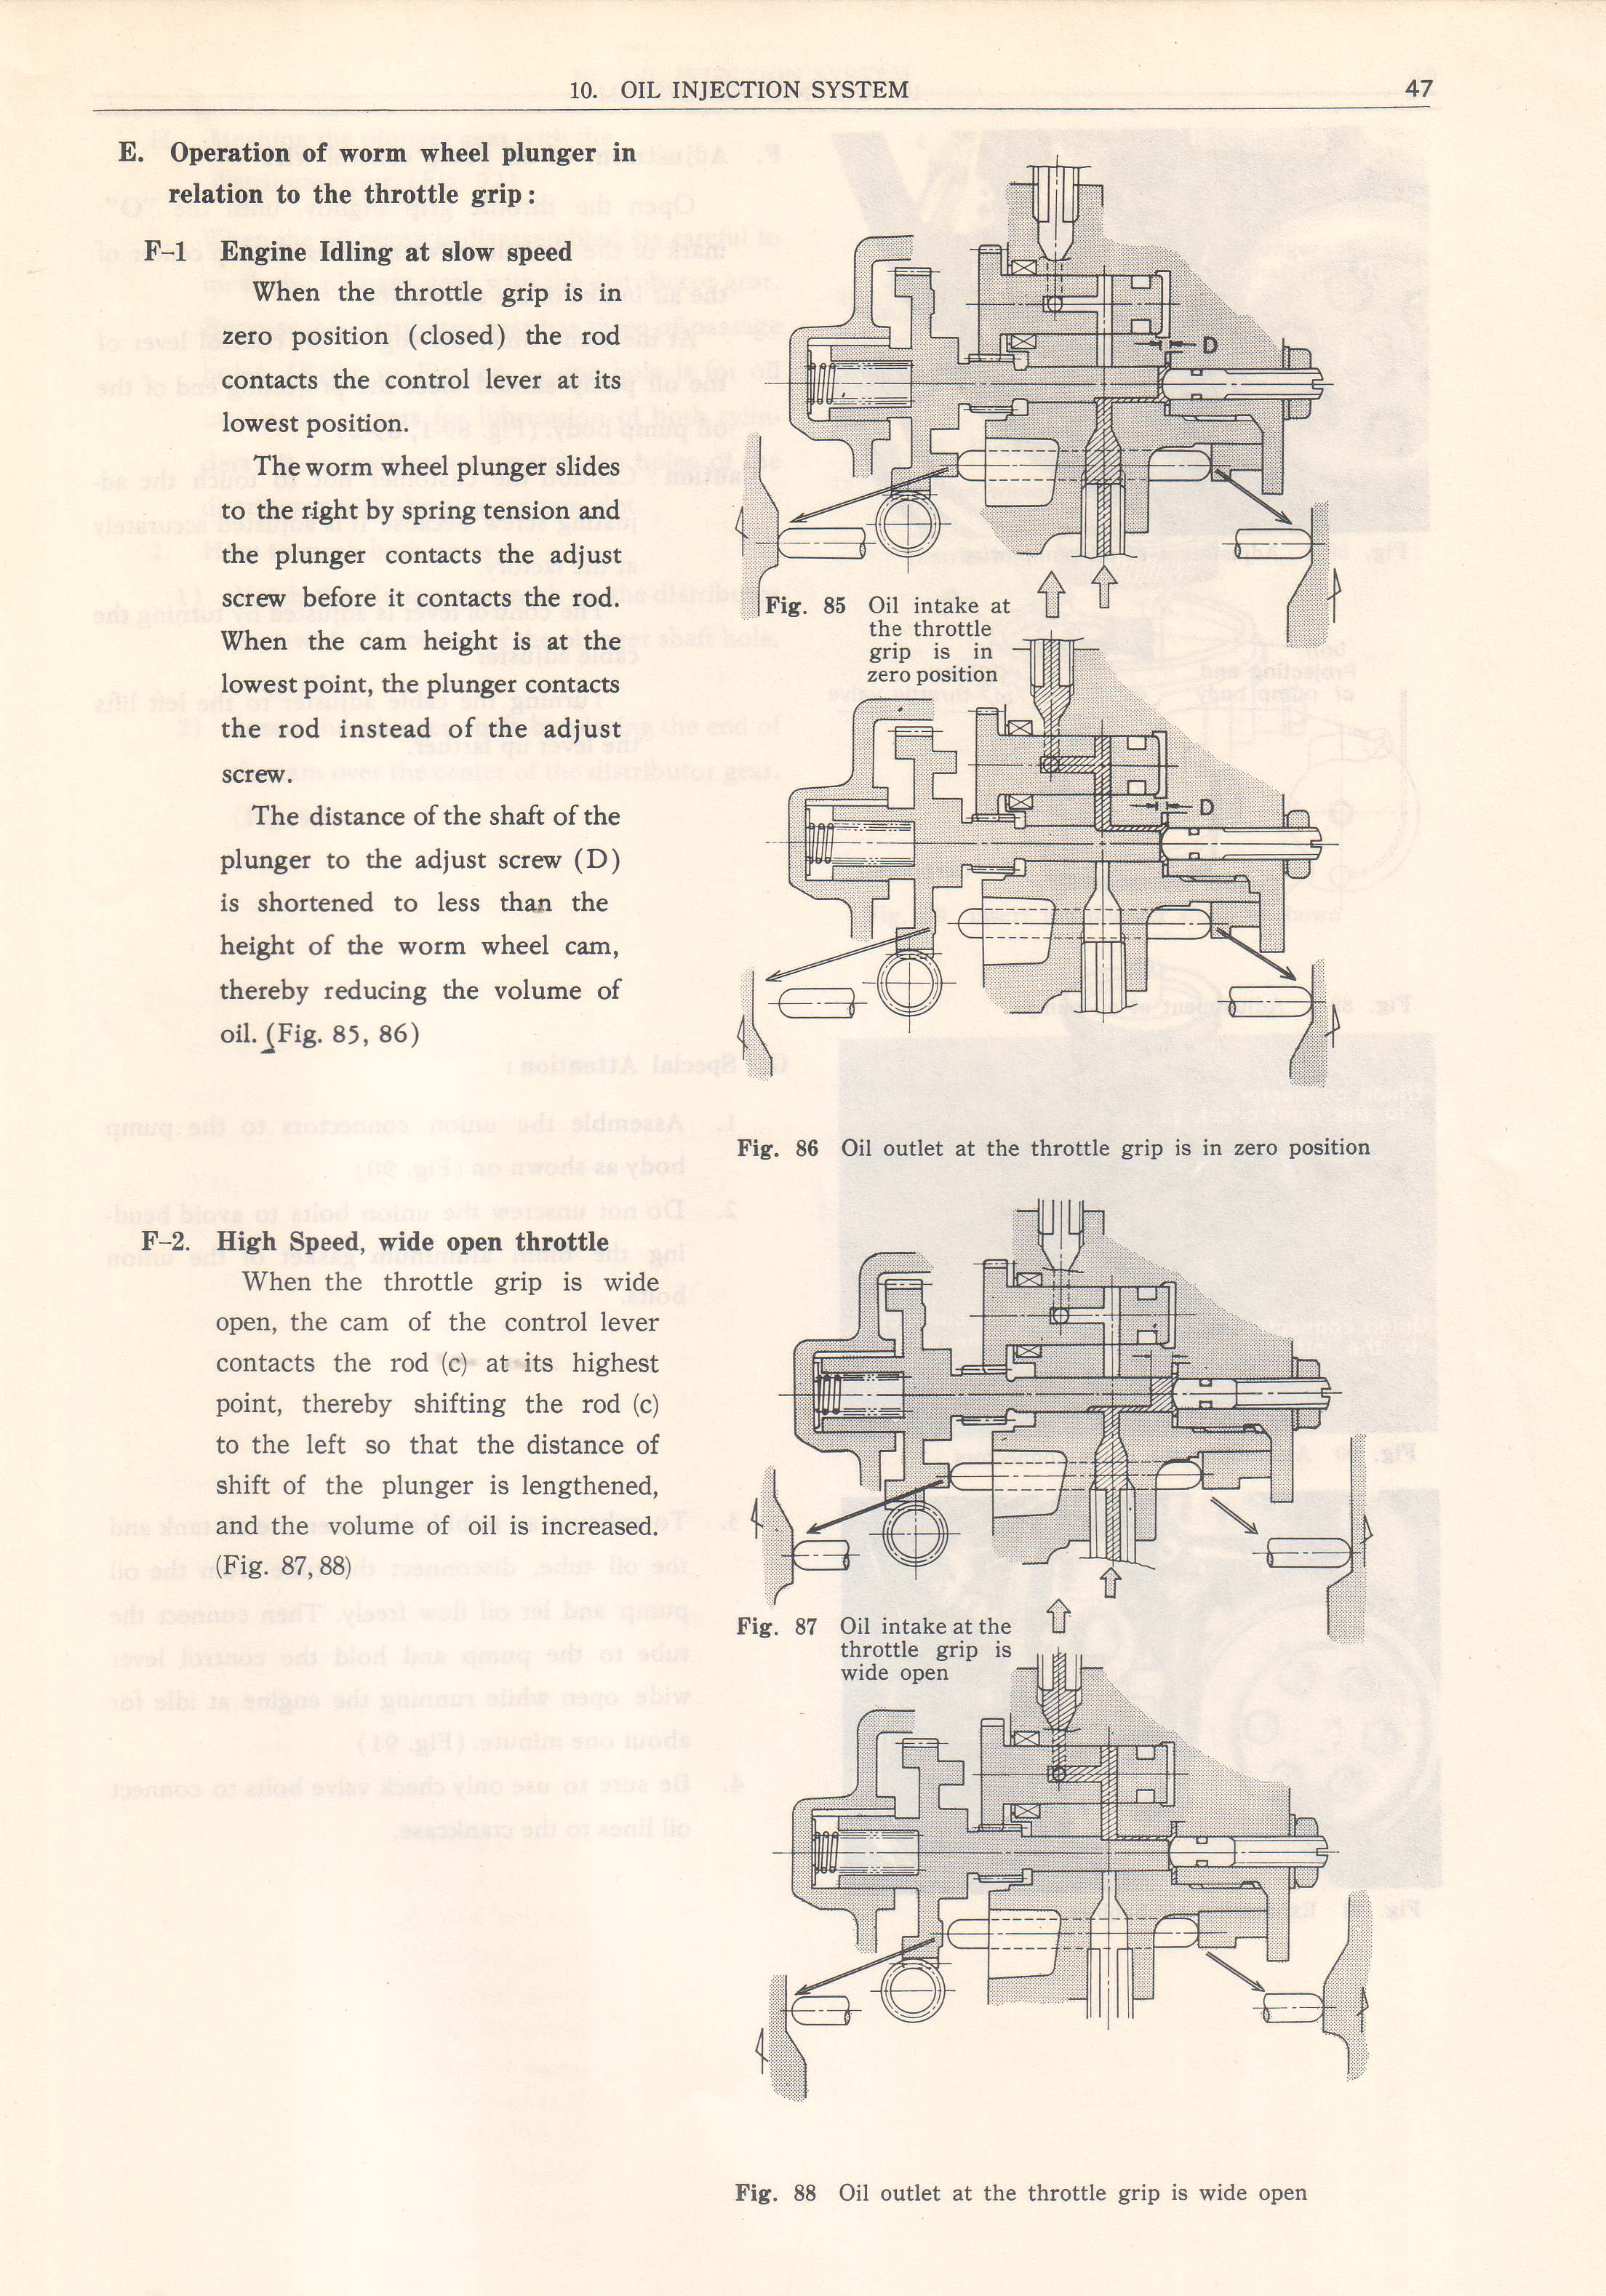 10. OIL INJECTION SYSTEM
47
E. Operation of worm wheel plunger in
relation to the throttle grip:
F-1 Engine Idling at slow speed
When the throttle grip is in
zero position (closed) the rod
contacts the control lever at its
lowest position.
The worm wheel plunger slides
to the right by spring tension and
the plunger contacts the adjust
screw before it contacts the rod.
When the cam height is at the
lowest point, the plunger contacts
the rod instead of the adjust
screw.
The distance of the shaft of the
plunger to the adjust screw (D)
is shortened to less than the
height of the worm wheel cam,
thereby reducing the volume of
oil. (Fig. 85, 86)
D
Fig. 85 Oil intake at
the throttle
grip is in
zero position
D
Fig. 86 Oil outlet at the throttle grip is in zero position
F-2. High Speed, wide open throttle
When the throttle grip is wide
open, the cam of the control lever
contacts the rod (c) at its highest
point, thereby shifting the rod (c)
to the left so that the distance of
shift of the plunger is lengthened,
and the volume of oil is increased.
(Fig. 87, 88)
Fig. 87 Oil intake at the
throttle grip is
wide open
Fig. 88 Oil outlet at the throttle grip is wide open